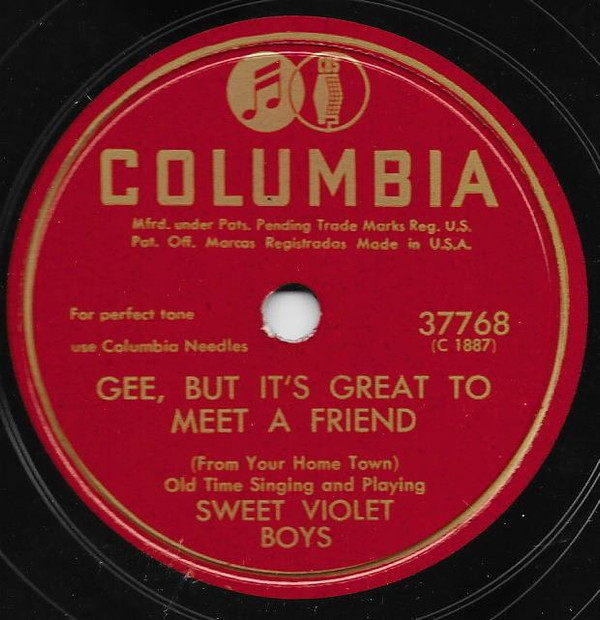 CBS
COLUMBIA
Mfrd. under Pats. Pending Trade Marks Reg. U.S.
Pat. Off. Marcas Registradas Made in U.S.A.
For perfect tone
use Columbia Needles
37768
(C 1887)
GEE, BUT IT'S GREAT TO
MEET A FRIEND
(From Your Home Town)
Old Time Singing and Playing
SWEET VIOLET
BOYS